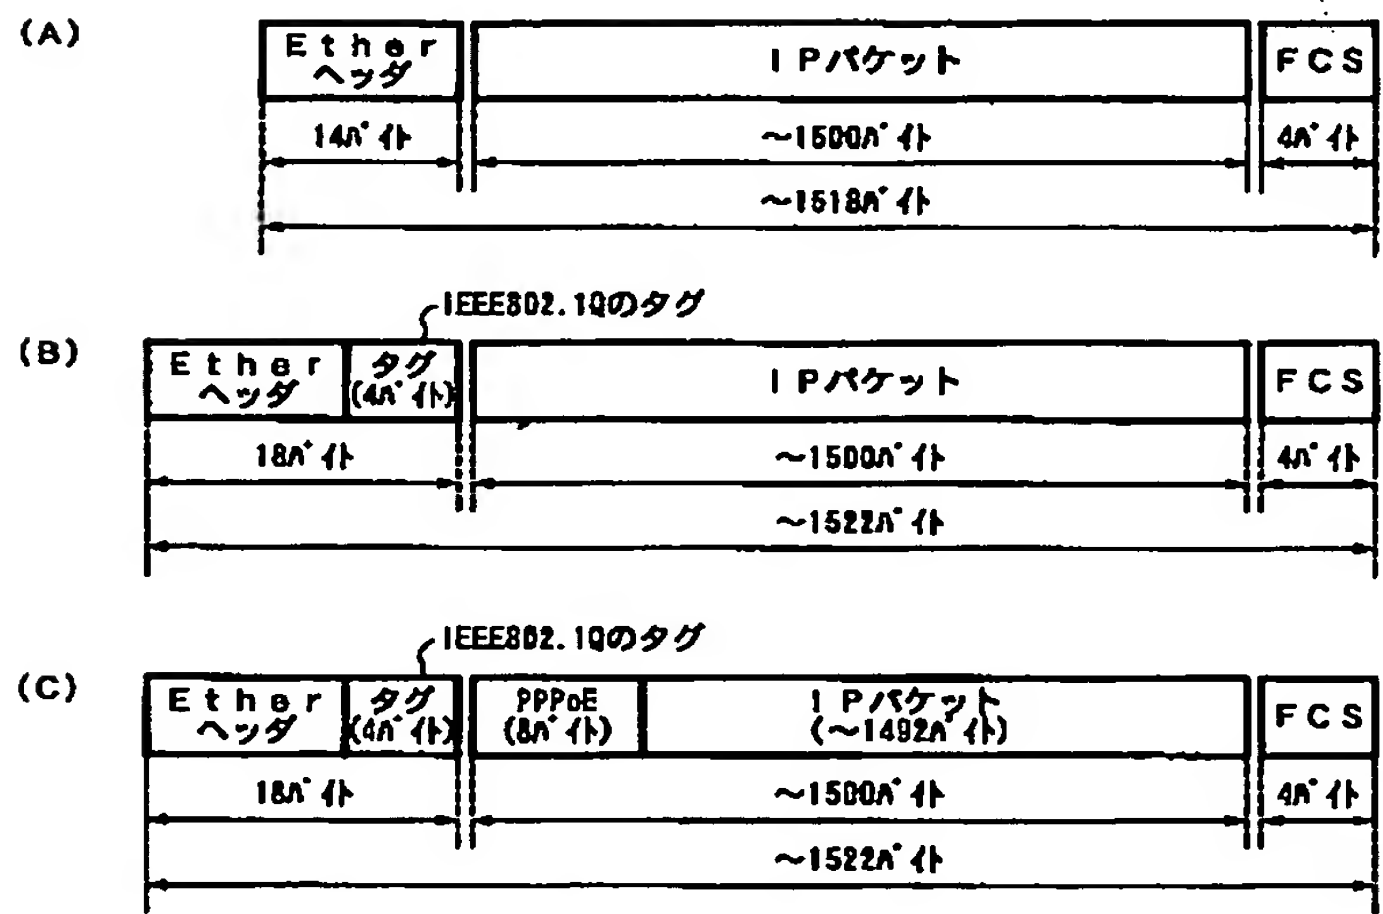 (A)
Ether
ヘッダ
IPパケット
FCS
14バイト
~1500バイト
4バイト
~1518バイト
IEEE802.1Qのタグ
(B)
Ether
ヘッダ
タグ
(4バイト)
IPパケット
FCS
18バイト
~1500バイト
4バイト
~1522バイト
IEEE802.1Qのタグ
(C)
Ether
ヘッダ
タグ
(4バイト)
PPPoE
(8バイト)
IPパケット
(~1492バイト)
FCS
18バイト
~1500バイト
4バイト
~1522バイト